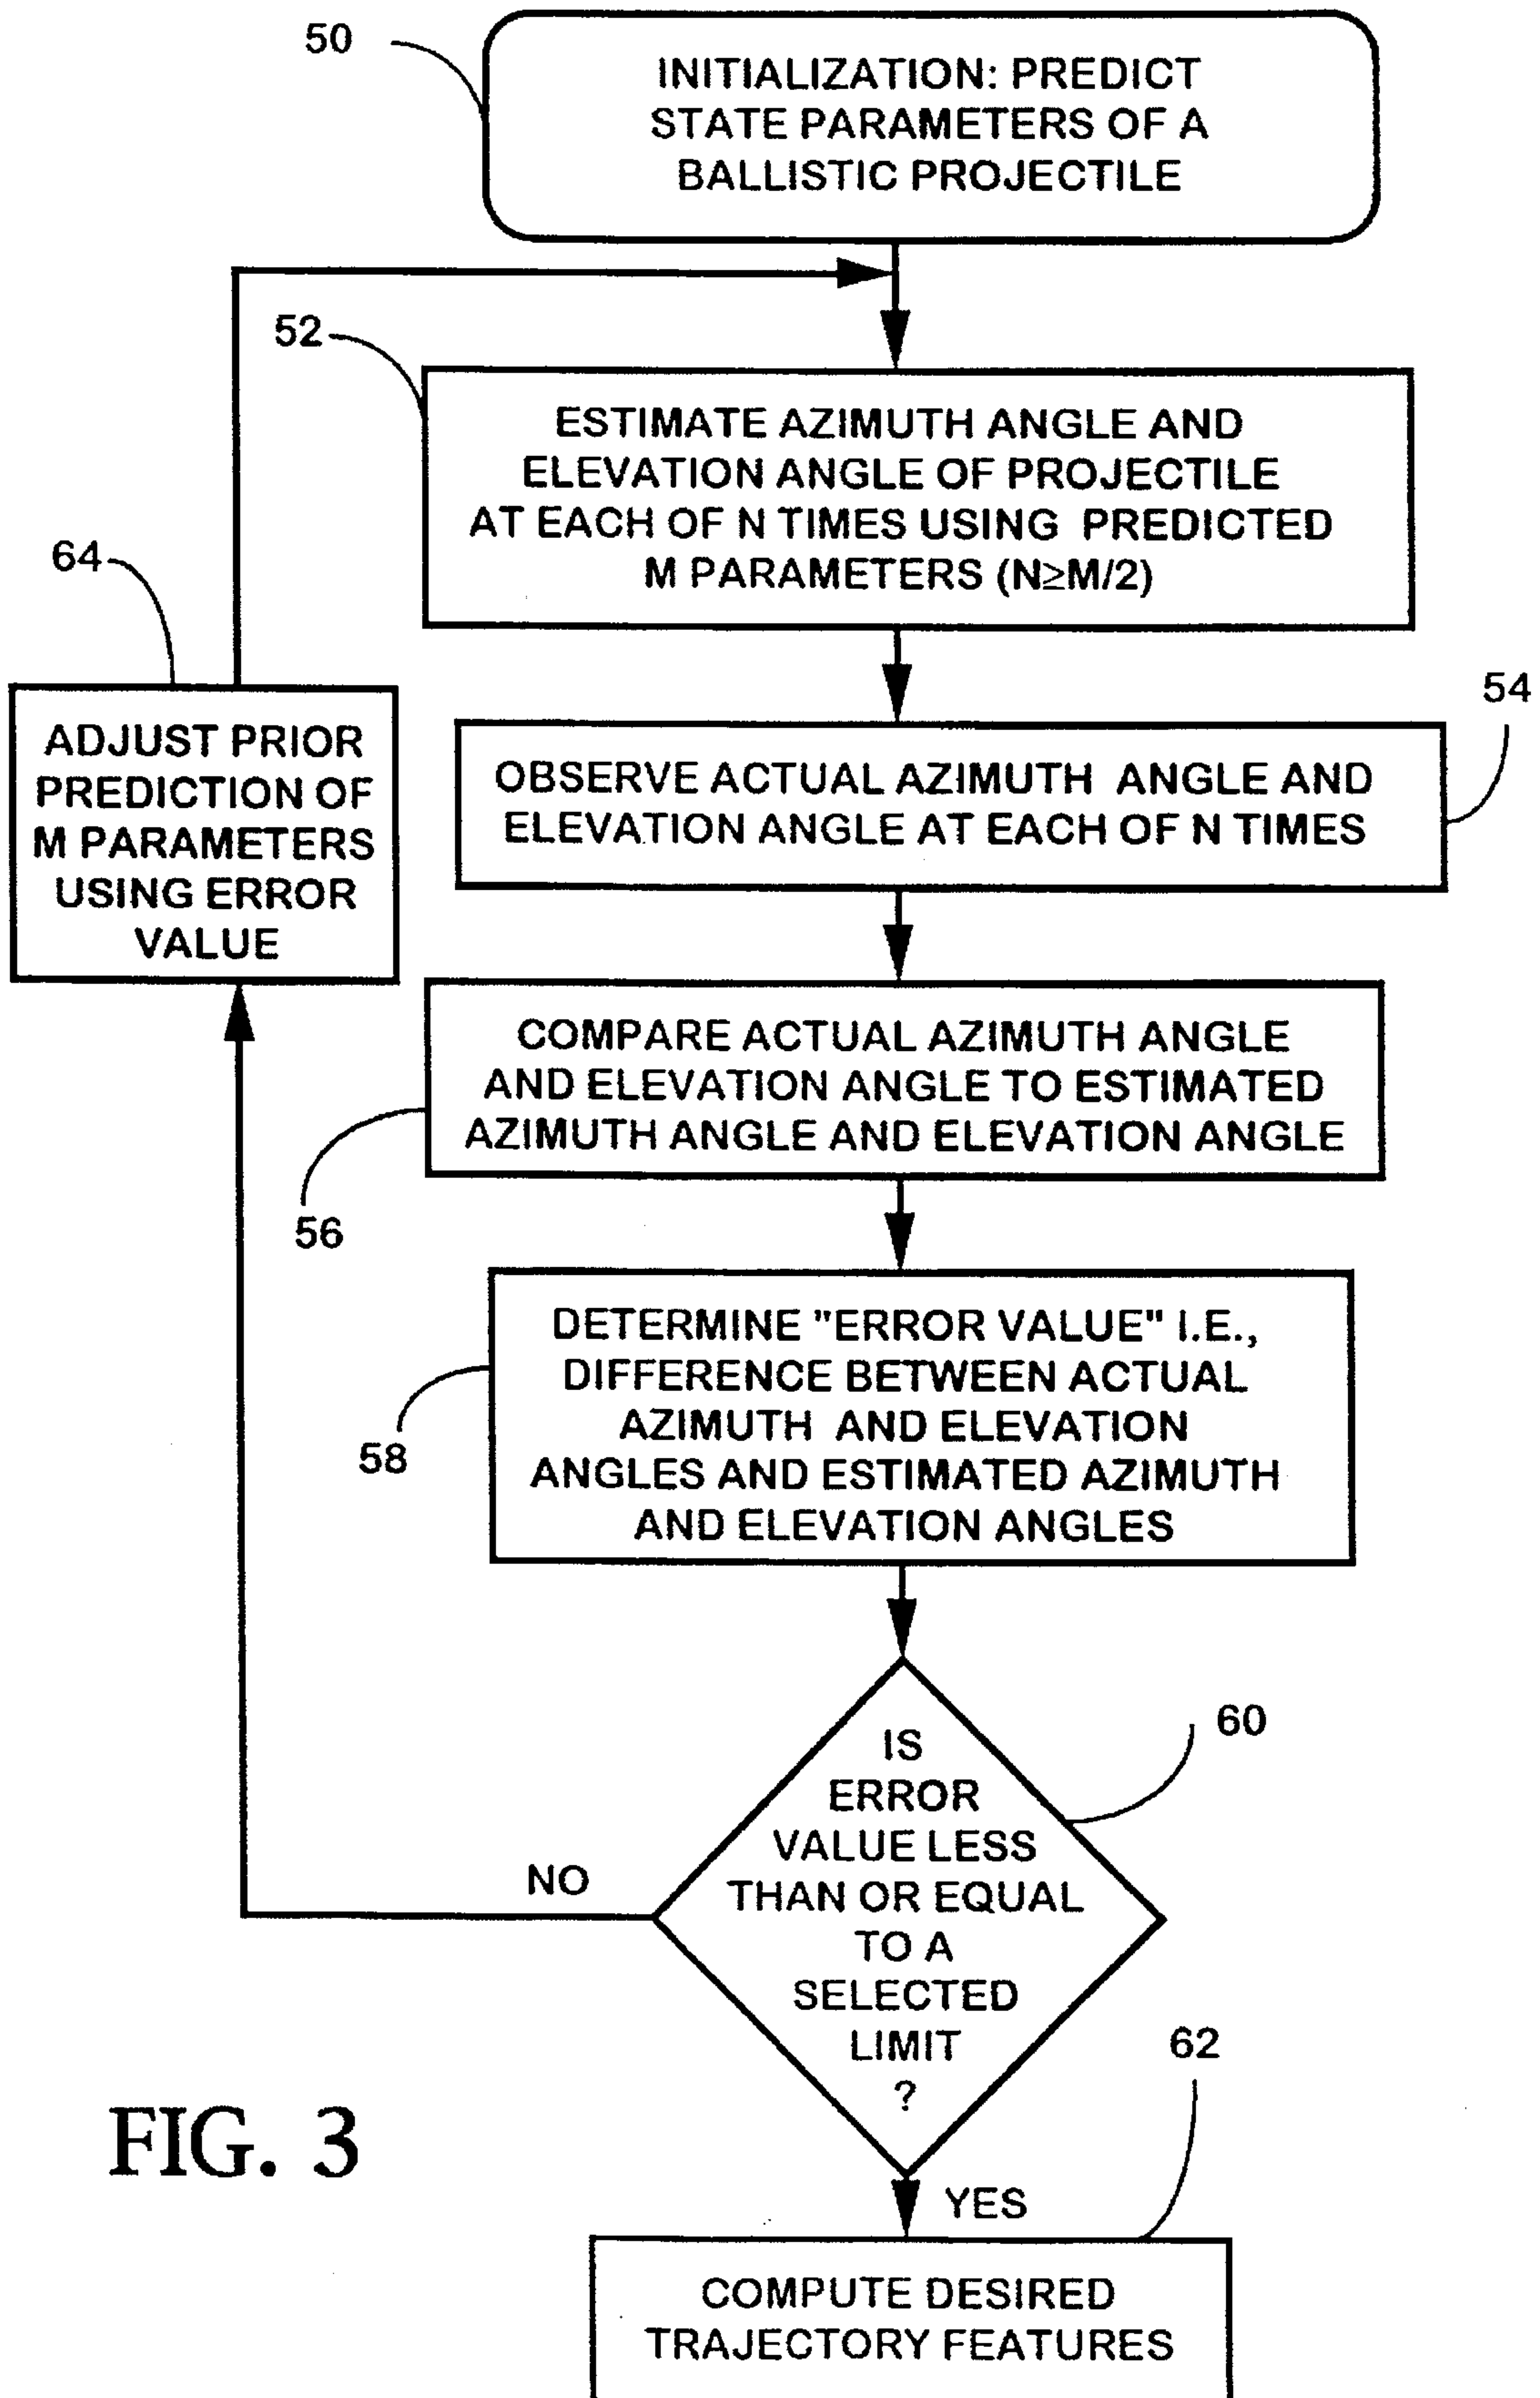 50
INITIALIZATION: PREDICT
STATE PARAMETERS OF A
BALLISTIC PROJECTILE
52
ESTIMATE AZIMUTH ANGLE AND
ELEVATION ANGLE OF PROJECTILE
AT EACH OF N TIMES USING PREDICTED
M PARAMETERS (N≥M/2)
64
ADJUST PRIOR
PREDICTION OF
M PARAMETERS
USING ERROR
VALUE
54
OBSERVE ACTUAL AZIMUTH ANGLE AND
ELEVATION ANGLE AT EACH OF N TIMES
COMPARE ACTUAL AZIMUTH ANGLE
AND ELEVATION ANGLE TO ESTIMATED
AZIMUTH ANGLE AND ELEVATION ANGLE
56
DETERMINE "ERROR VALUE" I.E.,
DIFFERENCE BETWEEN ACTUAL
AZIMUTH AND ELEVATION
ANGLES AND ESTIMATED AZIMUTH
AND ELEVATION ANGLES
58
60
IS
ERROR
VALUE LESS
THAN OR EQUAL
TO A
SELECTED
LIMIT
?
NO
62
YES
COMPUTE DESIRED
TRAJECTORY FEATURES
FIG. 3